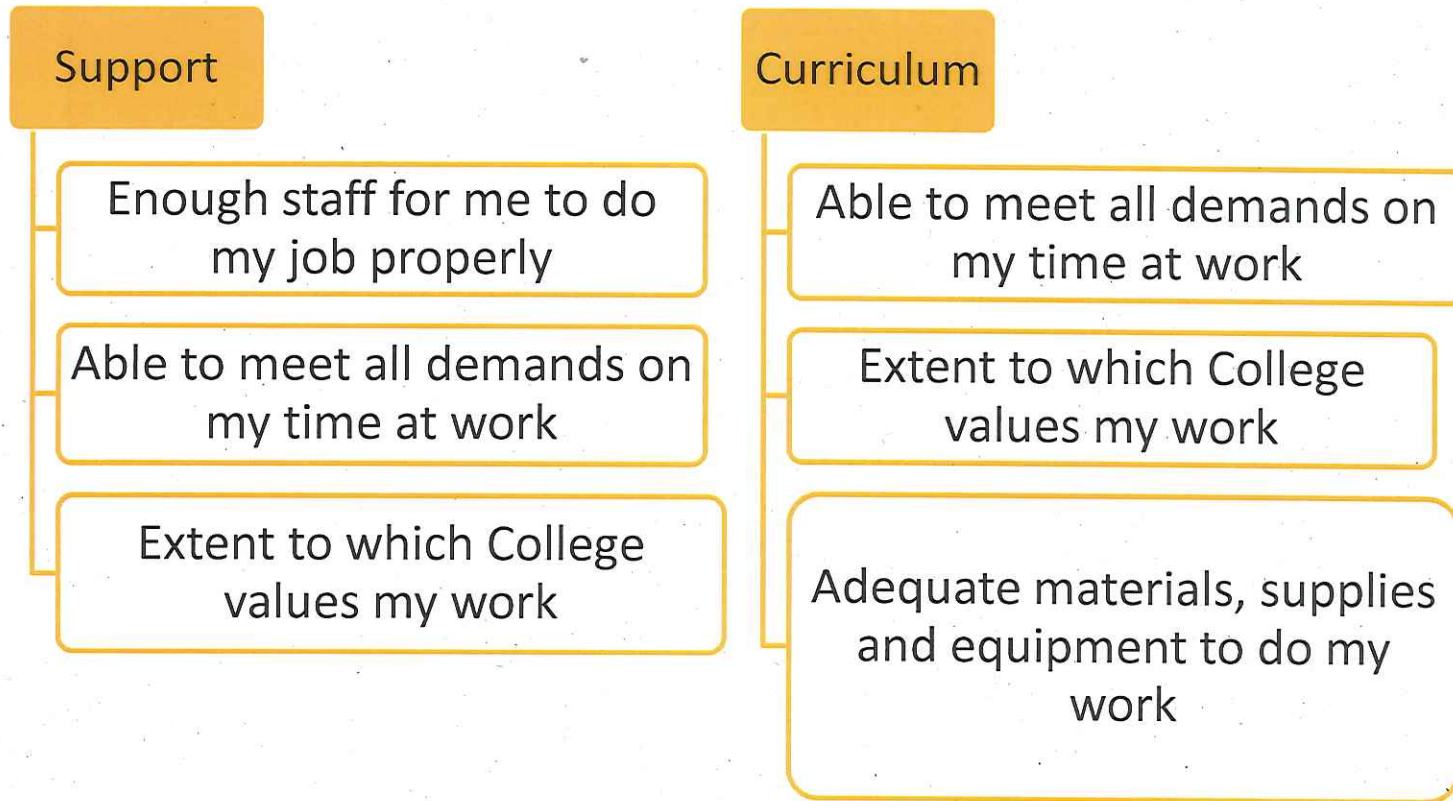 Support
Enough staff for me to do
my job properly
Able to meet all demands on
my time at work
Extent to which College
values my work
Curriculum
Able to meet all demands on
my time at work
Extent to which College
values my work
Adequate materials, supplies
and equipment to do my
work